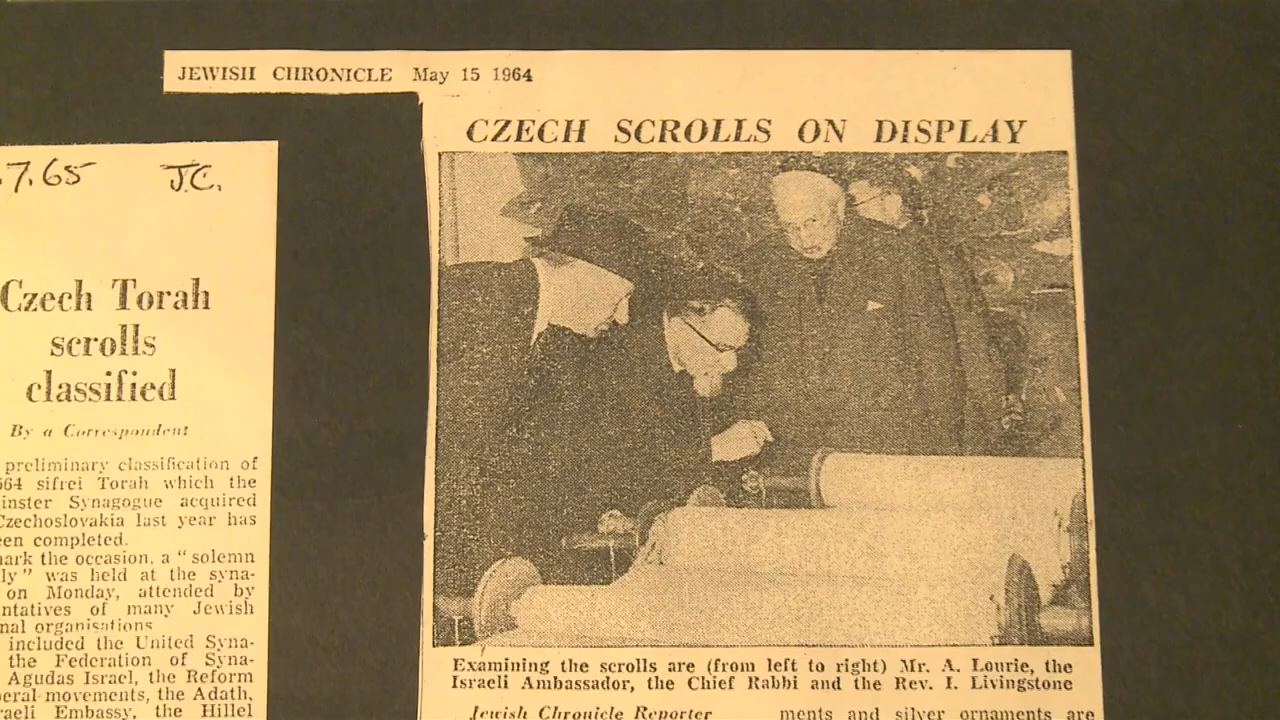 JEWISH CHRONICLE May 15 1964
CZECH SCROLLS ON DISPLAY
Examining the scrolls are (from left to right) Mr. A. Lourie, the
Israeli Ambassador, the Chief Rabbi and the Rev. I. Livingstone
Jewish Chronicle Reporter
ments and silver ornaments are
.7.65 J.C.
Czech Torah
scrolls
classified
By a Correspondent
preliminary classification of
564 sifrei Torah which the
inster Synagogue acquired
Czechoslovakia last year has
een completed.
ark the occasion, a "solemn
ly" was held at the syna-
on Monday, attended by
ntatives of many Jewish
nal organisations
included the United Syna-
the Federation of Syna-
Agudas Israel, the Reform
eral movements, the Adath,
raeli Embassy, the Hillel